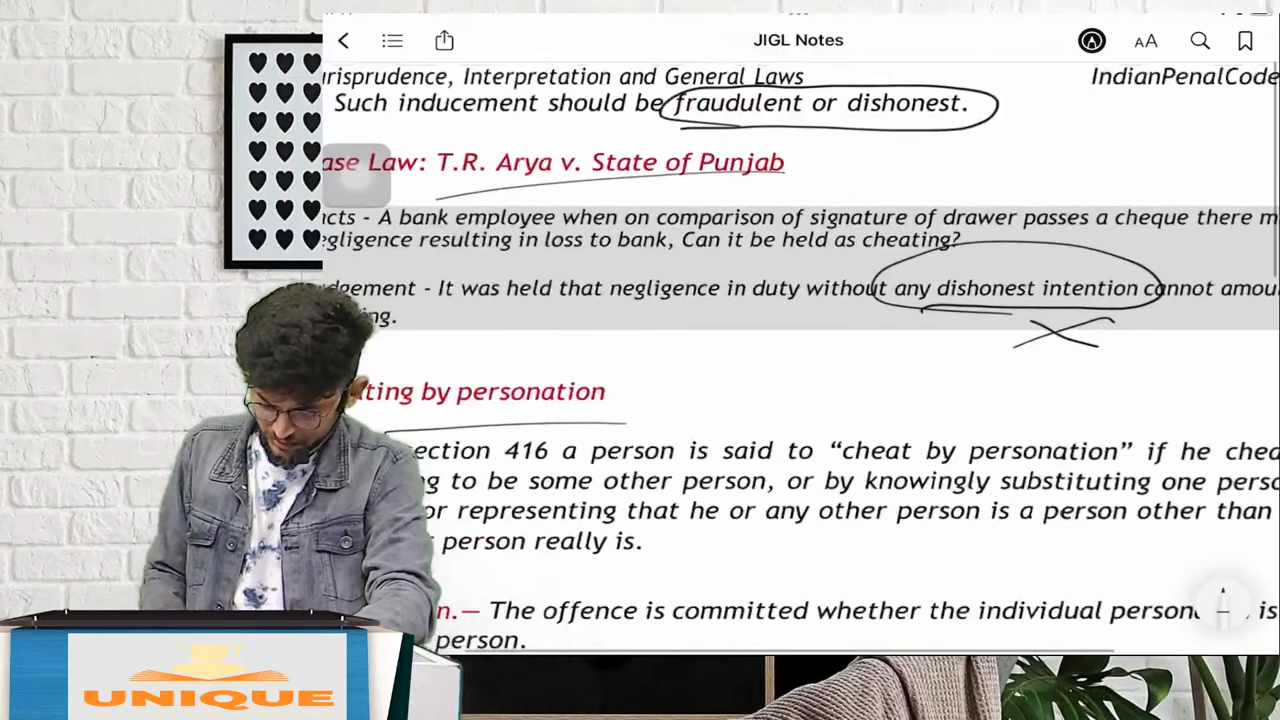 JIGL Notes
AA
urisprudence, Interpretation and General Laws IndianPenalCode
Such inducement should be fraudulent or dishonest.
ase Law: T.R. Arya v. State of Punjab
cts - A bank employee when on comparison of signature of drawer passes a cheque there m
egligence resulting in loss to bank, Can it be held as cheating?
dgement - It was held that negligence in duty without any dishonest intention cannot amou
ng.
ting by personation
ection 416 a person is said to “cheat by personation” if he chea
g to be some other person, or by knowingly substituting one perso
or representing that he or any other person is a person other than
person really is.
n.— The offence is committed whether the individual persona is
person.
UNIQUE